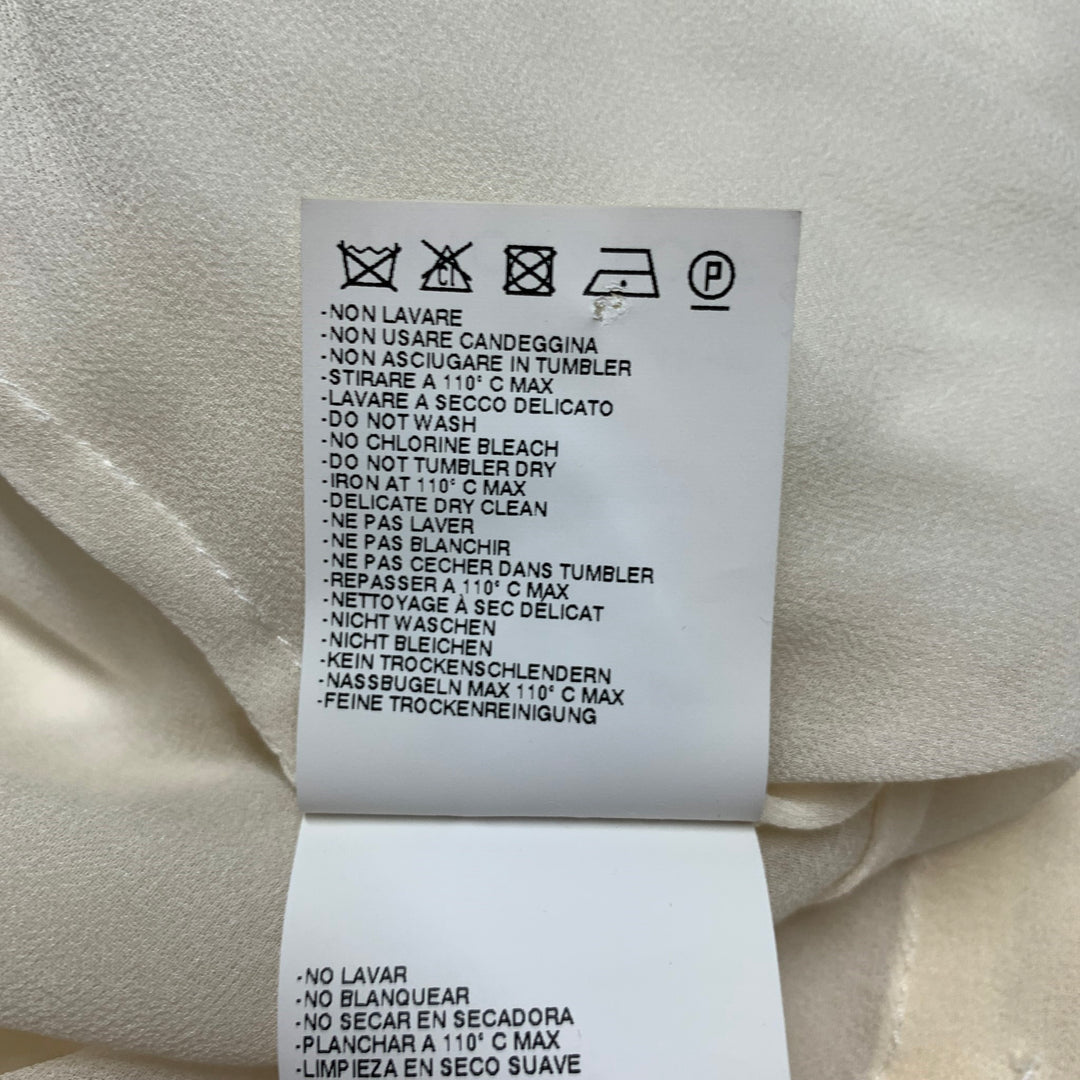 CL
P
-NON LAVARE
-NON USARE CANDEGGINA
-NON ASCIUGARE IN TUMBLER
-STIRARE A 110° C MAX
-LAVARE A SECCO DELICATO
-DO NOT WASH
-NO CHLORINE BLEACH
-DO NOT TUMBLER DRY
-IRON AT 110° C MAX
-DELICATE DRY CLEAN
-NE PAS LAVER
-NE PAS BLANCHIR
-NE PAS CECHER DANS TUMBLER
-REPASSER A 110° C MAX
-NETTOYAGE À SEC DÉLICAT
-NICHT WASCHEN
-NICHT BLEICHEN
-KEIN TROCKENSCHLENDERN
-NASSBUGELN MAX 110° C MAX
-FEINE TROCKENREINIGUNG
-NO LAVAR
-NO BLANQUEAR
-NO SECAR EN SECADORA
-PLANCHAR A 110° C MAX
-LIMPIEZA EN SECO SUAVE